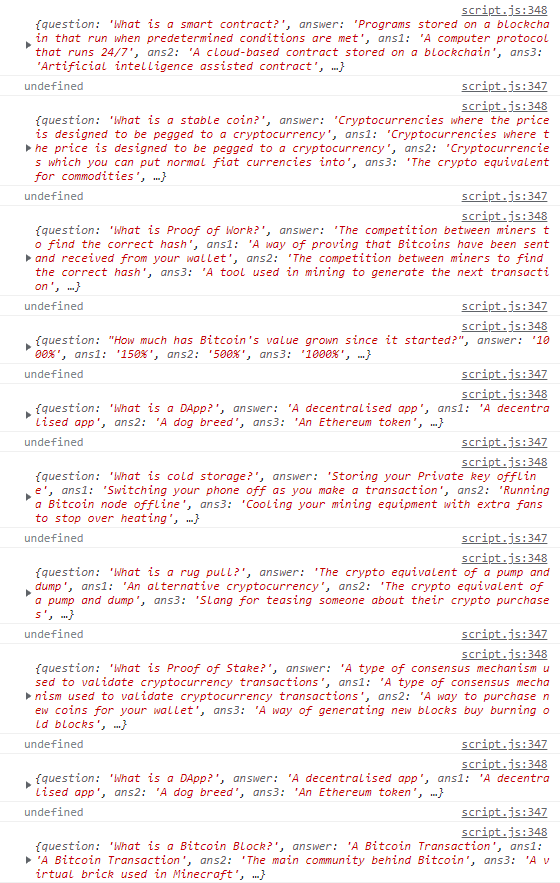 script.js:348
{question: 'What is a smart contract?', answer: 'Programs stored on a blockcha
in that run when predetermined conditions are met', ans1: 'A computer protocol
that runs 24/7', ans2: 'A cloud-based contract stored on a blockchain', ans3:
'Artificial intelligence assisted contract', …}
undefined script.js:347
script.js:348
{question: 'What is a stable coin?', answer: 'Cryptocurrencies where the price
is designed to be pegged to a cryptocurrency', ans1: 'Cryptocurrencies where t
he price is designed to be pegged to a cryptocurrency', ans2: 'Cryptocurrencie
s which you can put normal fiat currencies into', ans3: 'The crypto equivalent
for commodities', …}
undefined script.js:347
script.js:348
{question: 'What is Proof of Work?', answer: 'The competition between miners t
o find the correct hash', ans1: 'A way of proving that Bitcoins have been sent
and received from your wallet', ans2: 'The competition between miners to find
the correct hash', ans3: 'A tool used in mining to generate the next transacti
on', …}
undefined script.js:347
script.js:348
{question: "How much has Bitcoin's value grown since it started?", answer: '10
00%', ans1: '150%', ans2: '500%', ans3: '1000%', …}
undefined script.js:347
script.js:348
{question: 'What is a DApp?', answer: 'A decentralised app', ans1: 'A decentra
lised app', ans2: 'A dog breed', ans3: 'An Ethereum token', …}
undefined script.js:347
script.js:348
{question: 'What is cold storage?', answer: 'Storing your Private key offlin
e', ans1: 'Switching your phone off as you make a transaction', ans2: 'Running
a Bitcoin node offline', ans3: 'Cooling your mining equipment with extra fans
to stop over heating', …}
undefined script.js:347
script.js:348
{question: 'What is a rug pull?', answer: 'The crypto equivalent of a pump and
dump', ans1: 'An alternative cryptocurrency', ans2: 'The crypto equivalent of
a pump and dump', ans3: 'Slang for teasing someone about their crypto purchase
s', …}
undefined script.js:347
script.js:348
{question: 'What is Proof of Stake?', answer: 'A type of consensus mechanism u
sed to validate cryptocurrency transactions', ans1: 'A type of consensus mecha
nism used to validate cryptocurrency transactions', ans2: 'A way to purchase n
ew coins for your wallet', ans3: 'A way of generating new blocks buy burning o
ld blocks', …}
undefined script.js:347
script.js:348
{question: 'What is a DApp?', answer: 'A decentralised app', ans1: 'A decentra
lised app', ans2: 'A dog breed', ans3: 'An Ethereum token', …}
undefined script.js:347
script.js:348
{question: 'What is a Bitcoin Block?', answer: 'A Bitcoin Transaction', ans1:
'A Bitcoin Transaction', ans2: 'The main community behind Bitcoin', ans3: 'A v
irtual brick used in Minecraft', …}